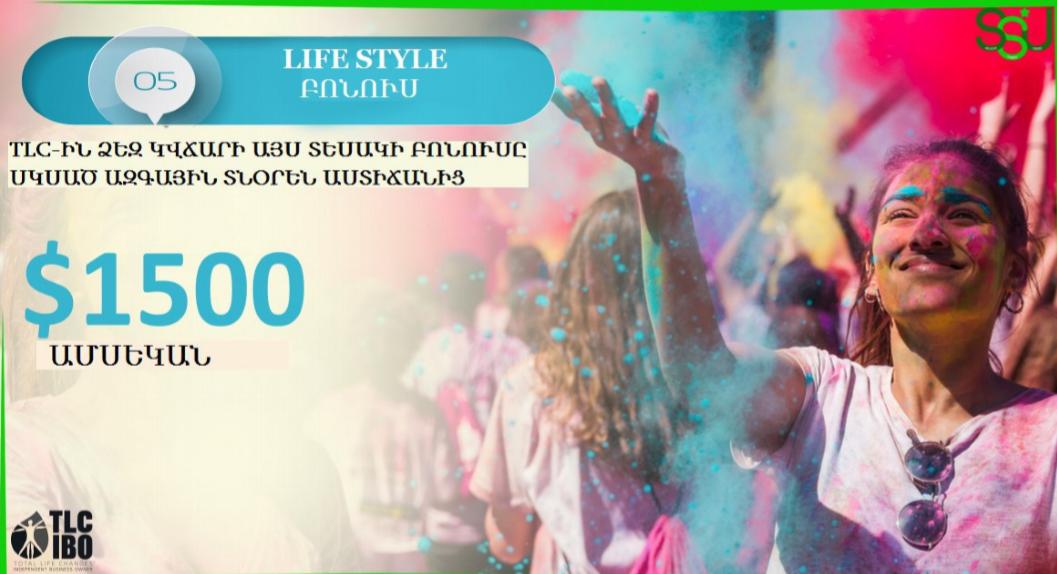 SSU
05
LIFE STYLE
ԲՈՆՈՒՍ
TLC-ԻՆ ՁԵԶ ԿՎՃԱՐԻ ԱՅՍ ՏԵՍԱԿԻ ԲՈՆՈՒՍԸ
ՍԿՍԱԾ ԱԶԳԱՅԻՆ ՏՆՕՐԵՆ ԱՍՏԻՃԱՆԻՑ
$1500
ԱՄՍԵԿԱՆ
TLC
IBO
TOTAL LIFE CHANGES
INDEPENDENT BUSINESS OWNER